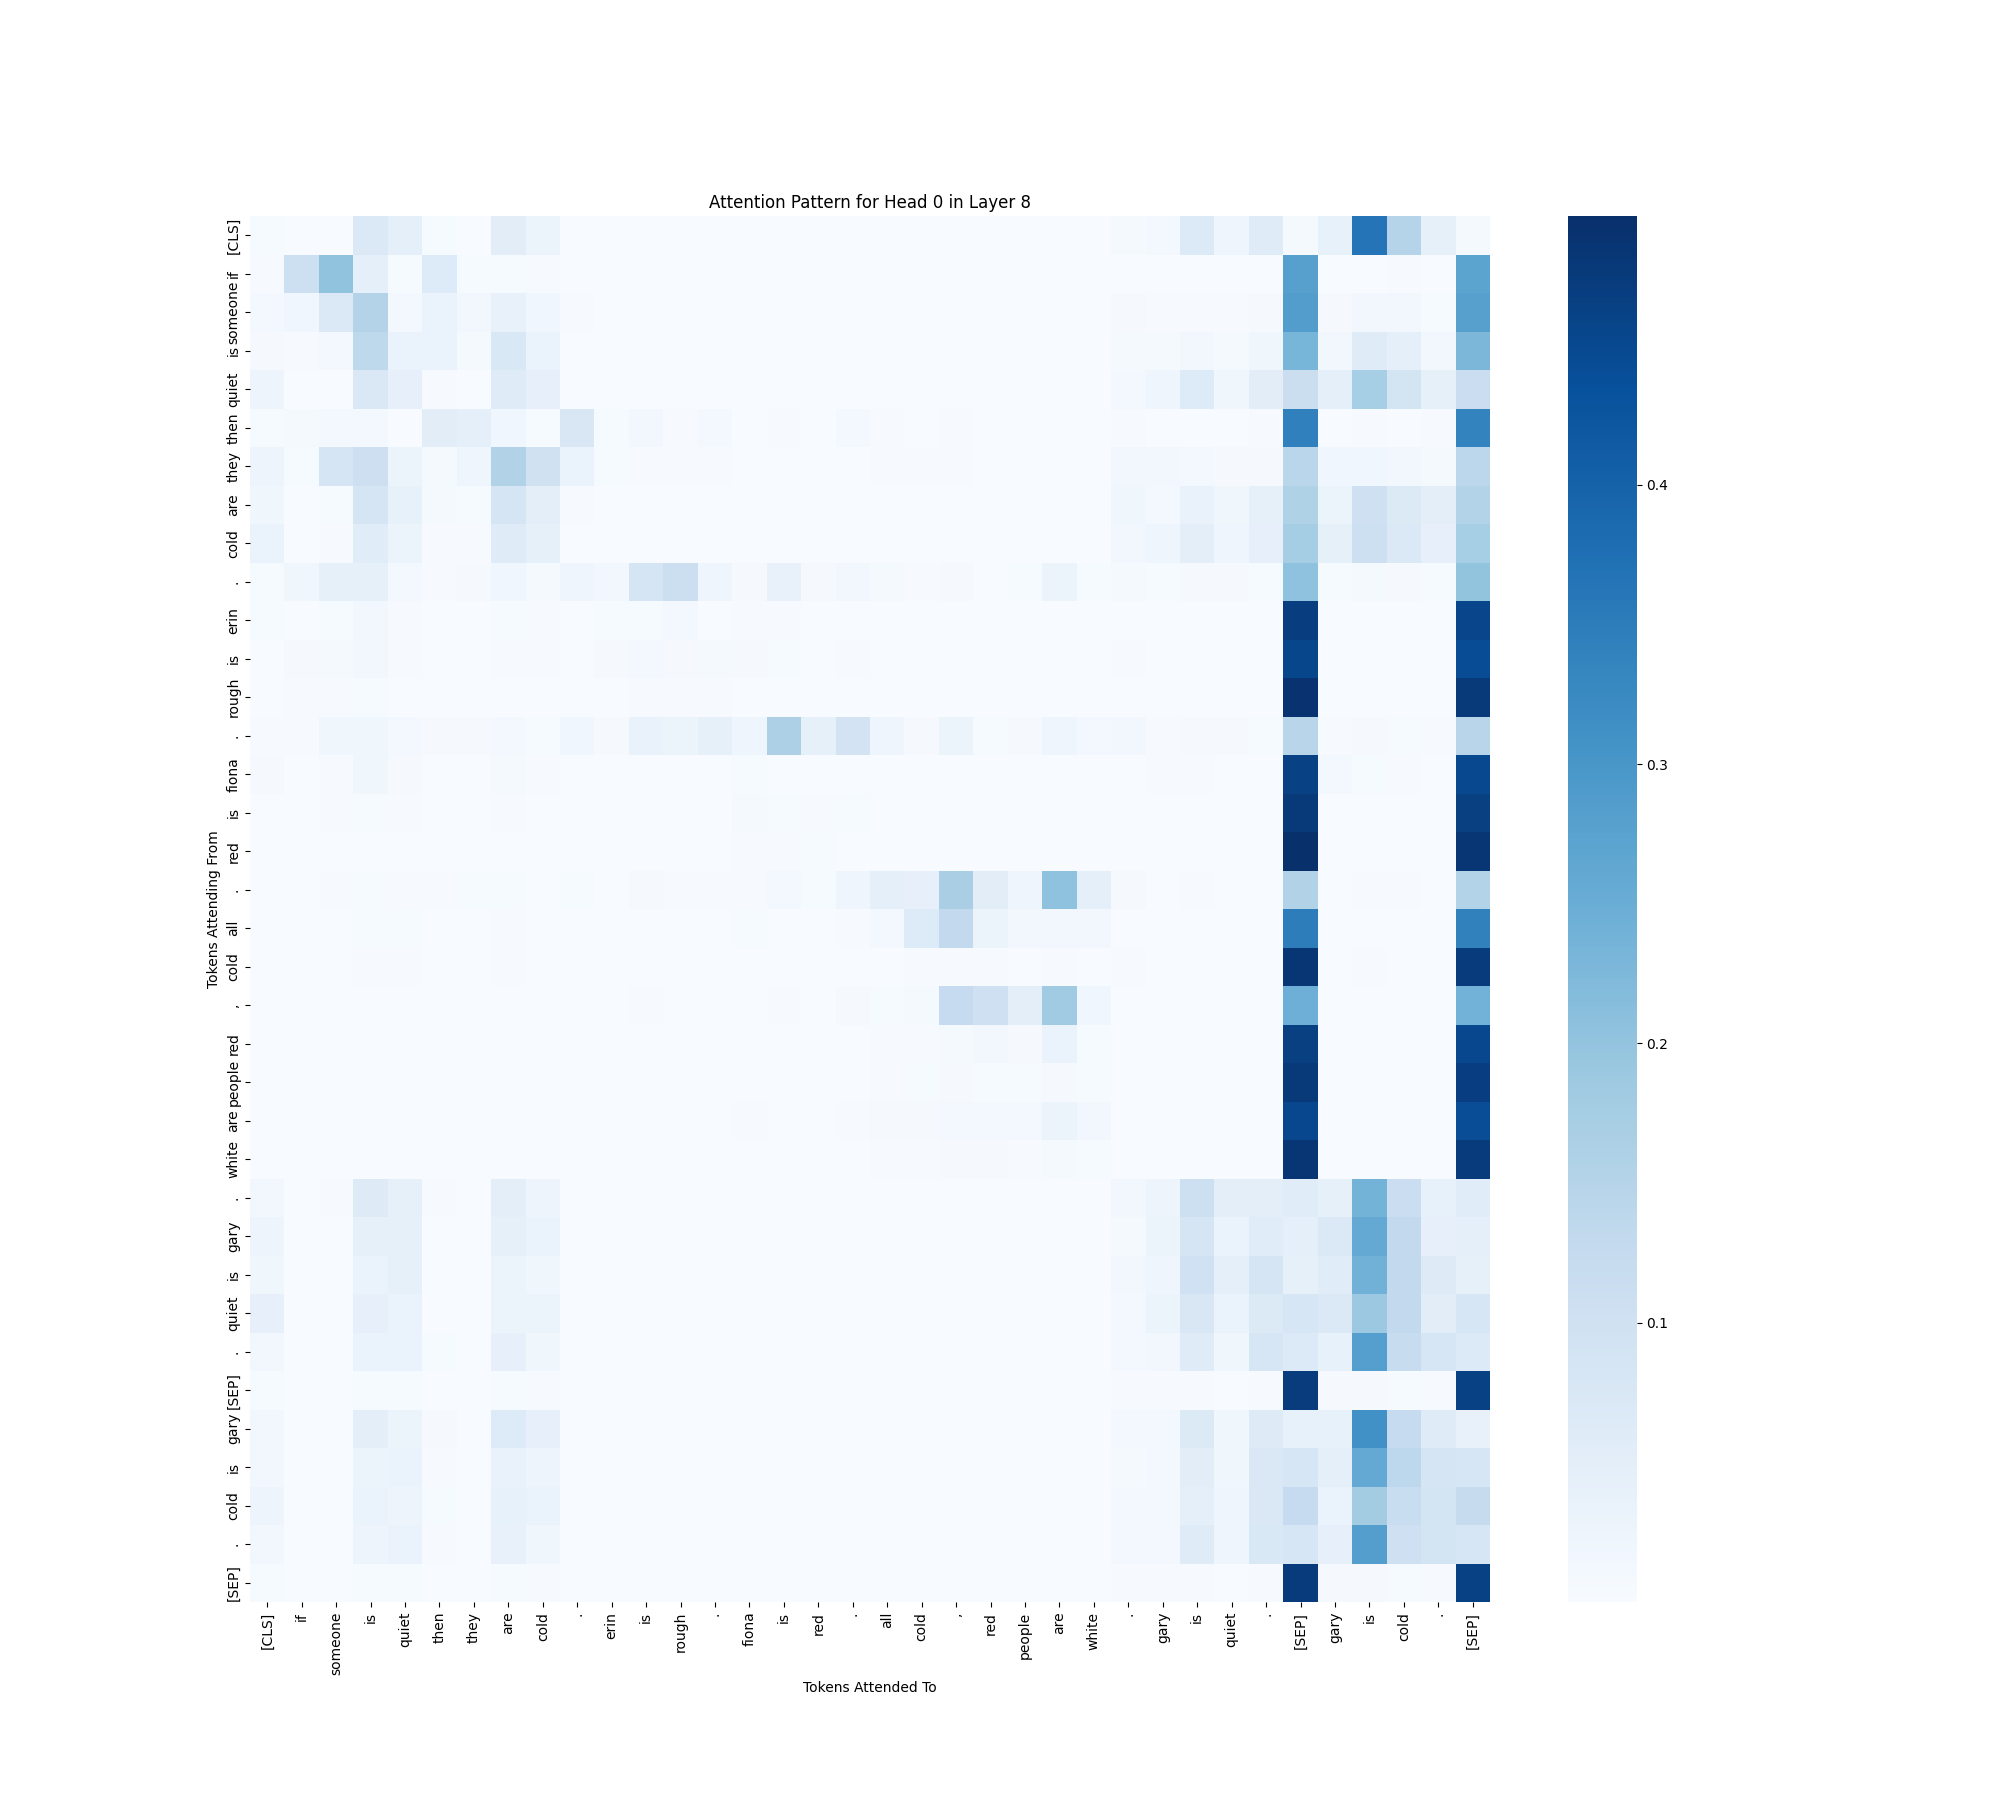 Attention Pattern for Head 0 in Layer 8
Tokens Attending From
[CLS]
if
someone
is
quiet
then
they
are
cold
.
erin
is
rough
.
fiona
is
red
.
all
cold
,
red
people
are
white
.
gary
is
quiet
.
[SEP]
gary
is
cold
.
[SEP]
[CLS]
if
someone
is
quiet
then
they
are
cold
.
erin
is
rough
.
fiona
is
red
.
all
cold
,
red
people
are
white
.
gary
is
quiet
.
[SEP]
gary
is
cold
.
[SEP]
Tokens Attended To
0.4
0.3
0.2
0.1